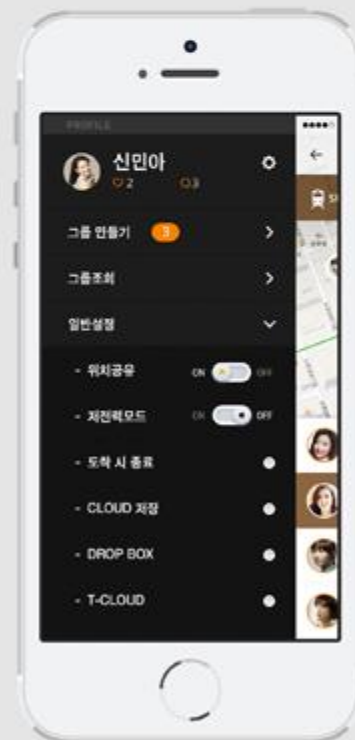 PROFILE
신민아
2 3
그룹 만들기 3
그룹조회
일반설정
- 위치공유 ON OFF
- 저전력모드 ON OFF
- 도착 시 종료
- CLOUD 저장
- DROP BOX
- T-CLOUD